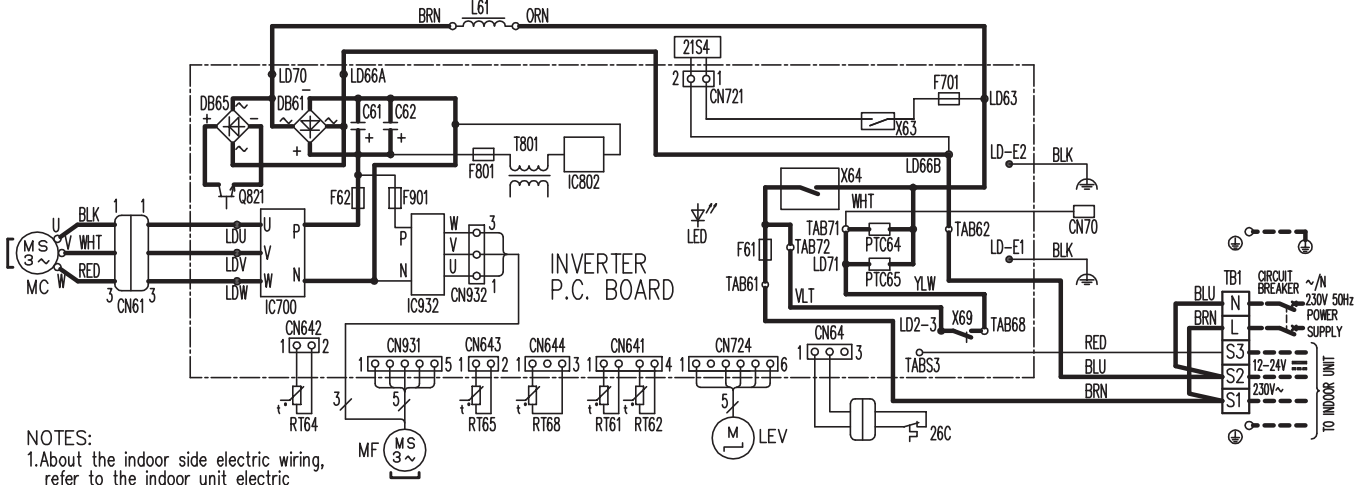 BRN L61 ORN
21S4
LD70 LD66A
2 1
CN721
F701
LD63
DB65 DB61 C61 C62
X63
T801
F801 IC802
LD66B
LD-E2 BLK
Q821
F62 F901
X64
WHT
LED
TAB71
PTC64
CN70
TAB62
F61 TAB72
LD71
PTC65
LD-E1 BLK
TAB61
VLT
YLW
LD2-3 X69 TAB68
U BLK 1 1
MS 3~
V WHT
W RED
MC
3 CN61 3
LDU
LDV
LDW
U P
V
W N
IC700
P
N
IC932
W 3
V
U 1
CN932
INVERTER
P.C. BOARD
TB1
CIRCUIT
BREAKER
~/N
230V 50Hz
POWER
SUPPLY
BLU N
BRN L
RED S3
12-24V
BLU S2
230V~
BRN S1
TO INDOOR UNIT
TABS3
CN642
1 2
CN931
1 5
CN643
1 2
CN644
1 3
CN641
1 4
CN724
1 6
CN64
1 3
t° RT64
3 5
t° RT65
t° RT68
t° RT61
t° RT62
5
M
LEV
26C
MF
MS 3~
NOTES:
1.About the indoor side electric wiring,
refer to the indoor unit electric